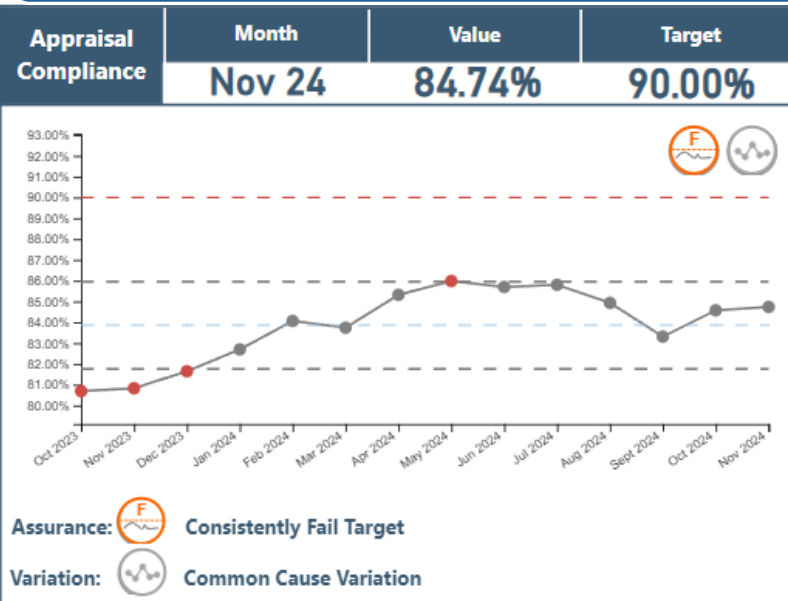 Appraisal Compliance
Month Value Target
Nov 24 84.74% 90.00%
F
93.00%
92.00%
91.00%
90.00%
89.00%
88.00%
87.00%
86.00%
85.00%
84.00%
83.00%
82.00%
81.00%
80.00%
Oct 2023 Nov 2023 Dec 2023 Jan 2024 Feb 2024 Mar 2024 Apr 2024 May 2024 Jun 2024 Jul 2024 Aug 2024 Sept 2024 Oct 2024 Nov 2024
Assurance: F Consistently Fail Target
Variation: Common Cause Variation